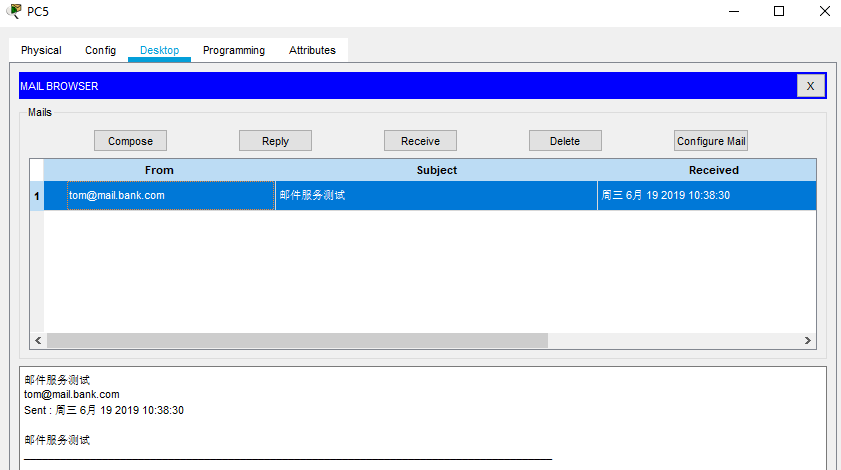 PC5
Physical Config Desktop Programming Attributes
MAIL BROWSER X
Mails
Compose Reply Receive Delete Configure Mail
From Subject Received
1 tom@mail.bank.com 邮件服务测试 周三 6月 19 2019 10:38:30
邮件服务测试
tom@mail.bank.com
Sent : 周三 6月 19 2019 10:38:30
邮件服务测试